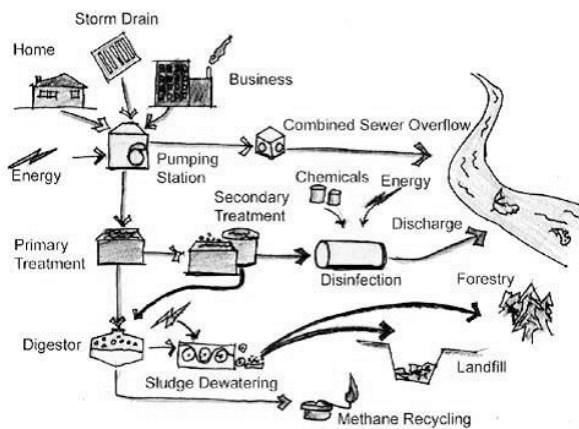 Storm Drain
Home
Business
Combined Sewer Overflow
Energy
Pumping
Station
Chemicals
Energy
Secondary
Treatment
Discharge
Primary
Treatment
Disinfection
Forestry
Digestor
Sludge Dewatering
Landfill
Methane Recycling